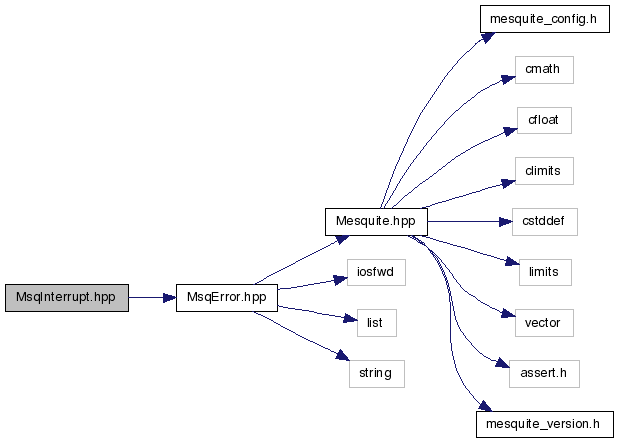 mesquite_config.h
cmath
cfloat
climits
Mesquite.hpp
cstddef
iosfwd
limits
MsqInterrupt.hpp
MsqError.hpp
list
vector
string
assert.h
mesquite_version.h